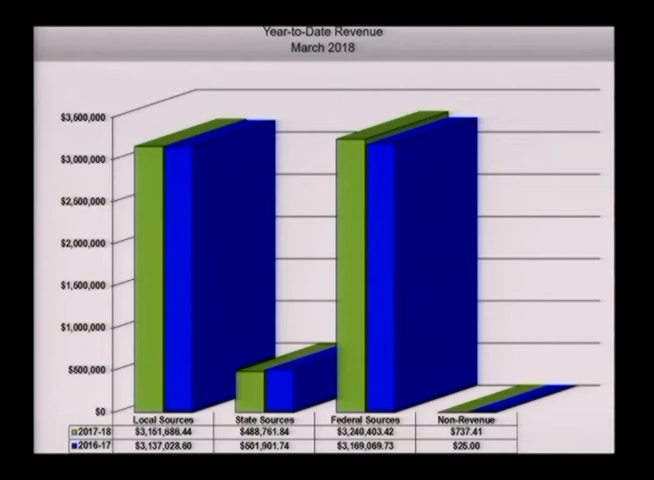 Year-to-Date Revenue
March 2018
$3,500,000
$3,000,000
$2,500,000
$2,000,000
$1,500,000
$1,000,000
$500,000
$0
Local Sources State Sources Federal Sources Non-Revenue
2017-18 $3,151,686.44 $488,761.84 $3,240,403.42 $737.41
2016-17 $3,137,028.60 $501,901.74 $3,169,069.73 $25.00